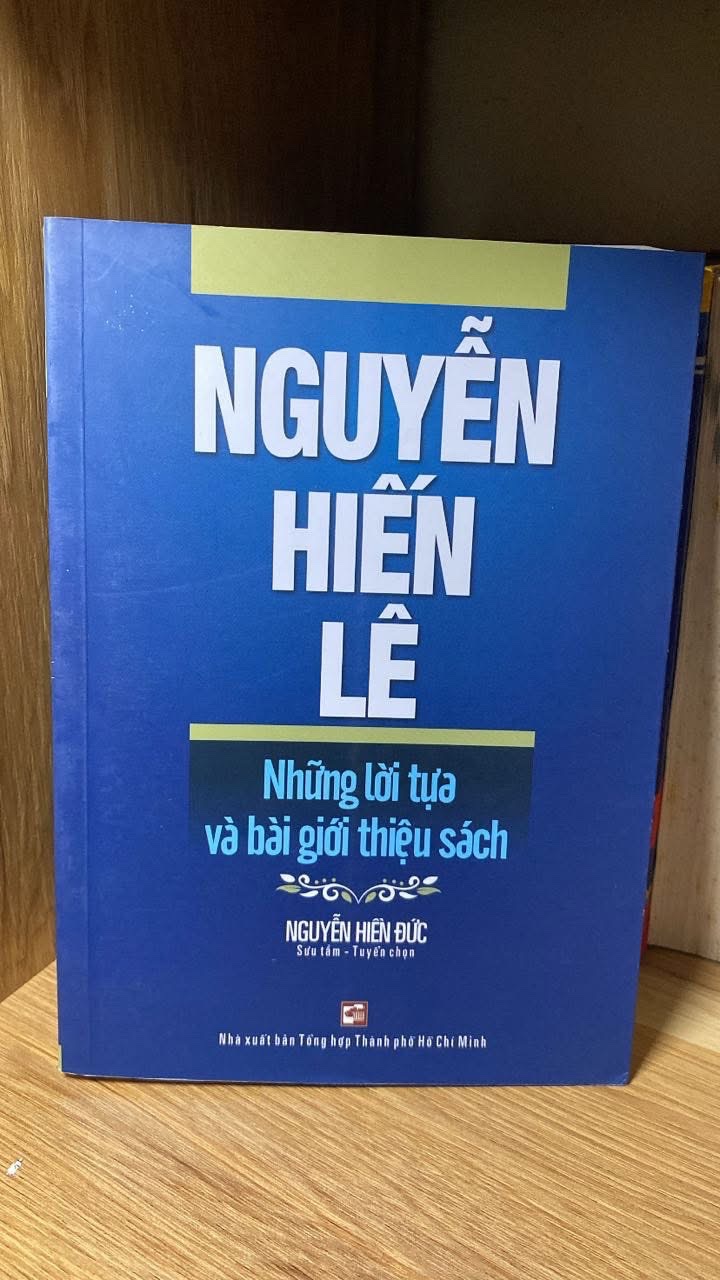 NGUYỄN
HIẾN
LÊ
Những lời tựa
và bài giới thiệu sách
NGUYỄN HIỀN ĐỨC
Sưu tầm - Tuyển chọn
Nhà xuất bản Tổng hợp Thành phố Hồ Chí Minh